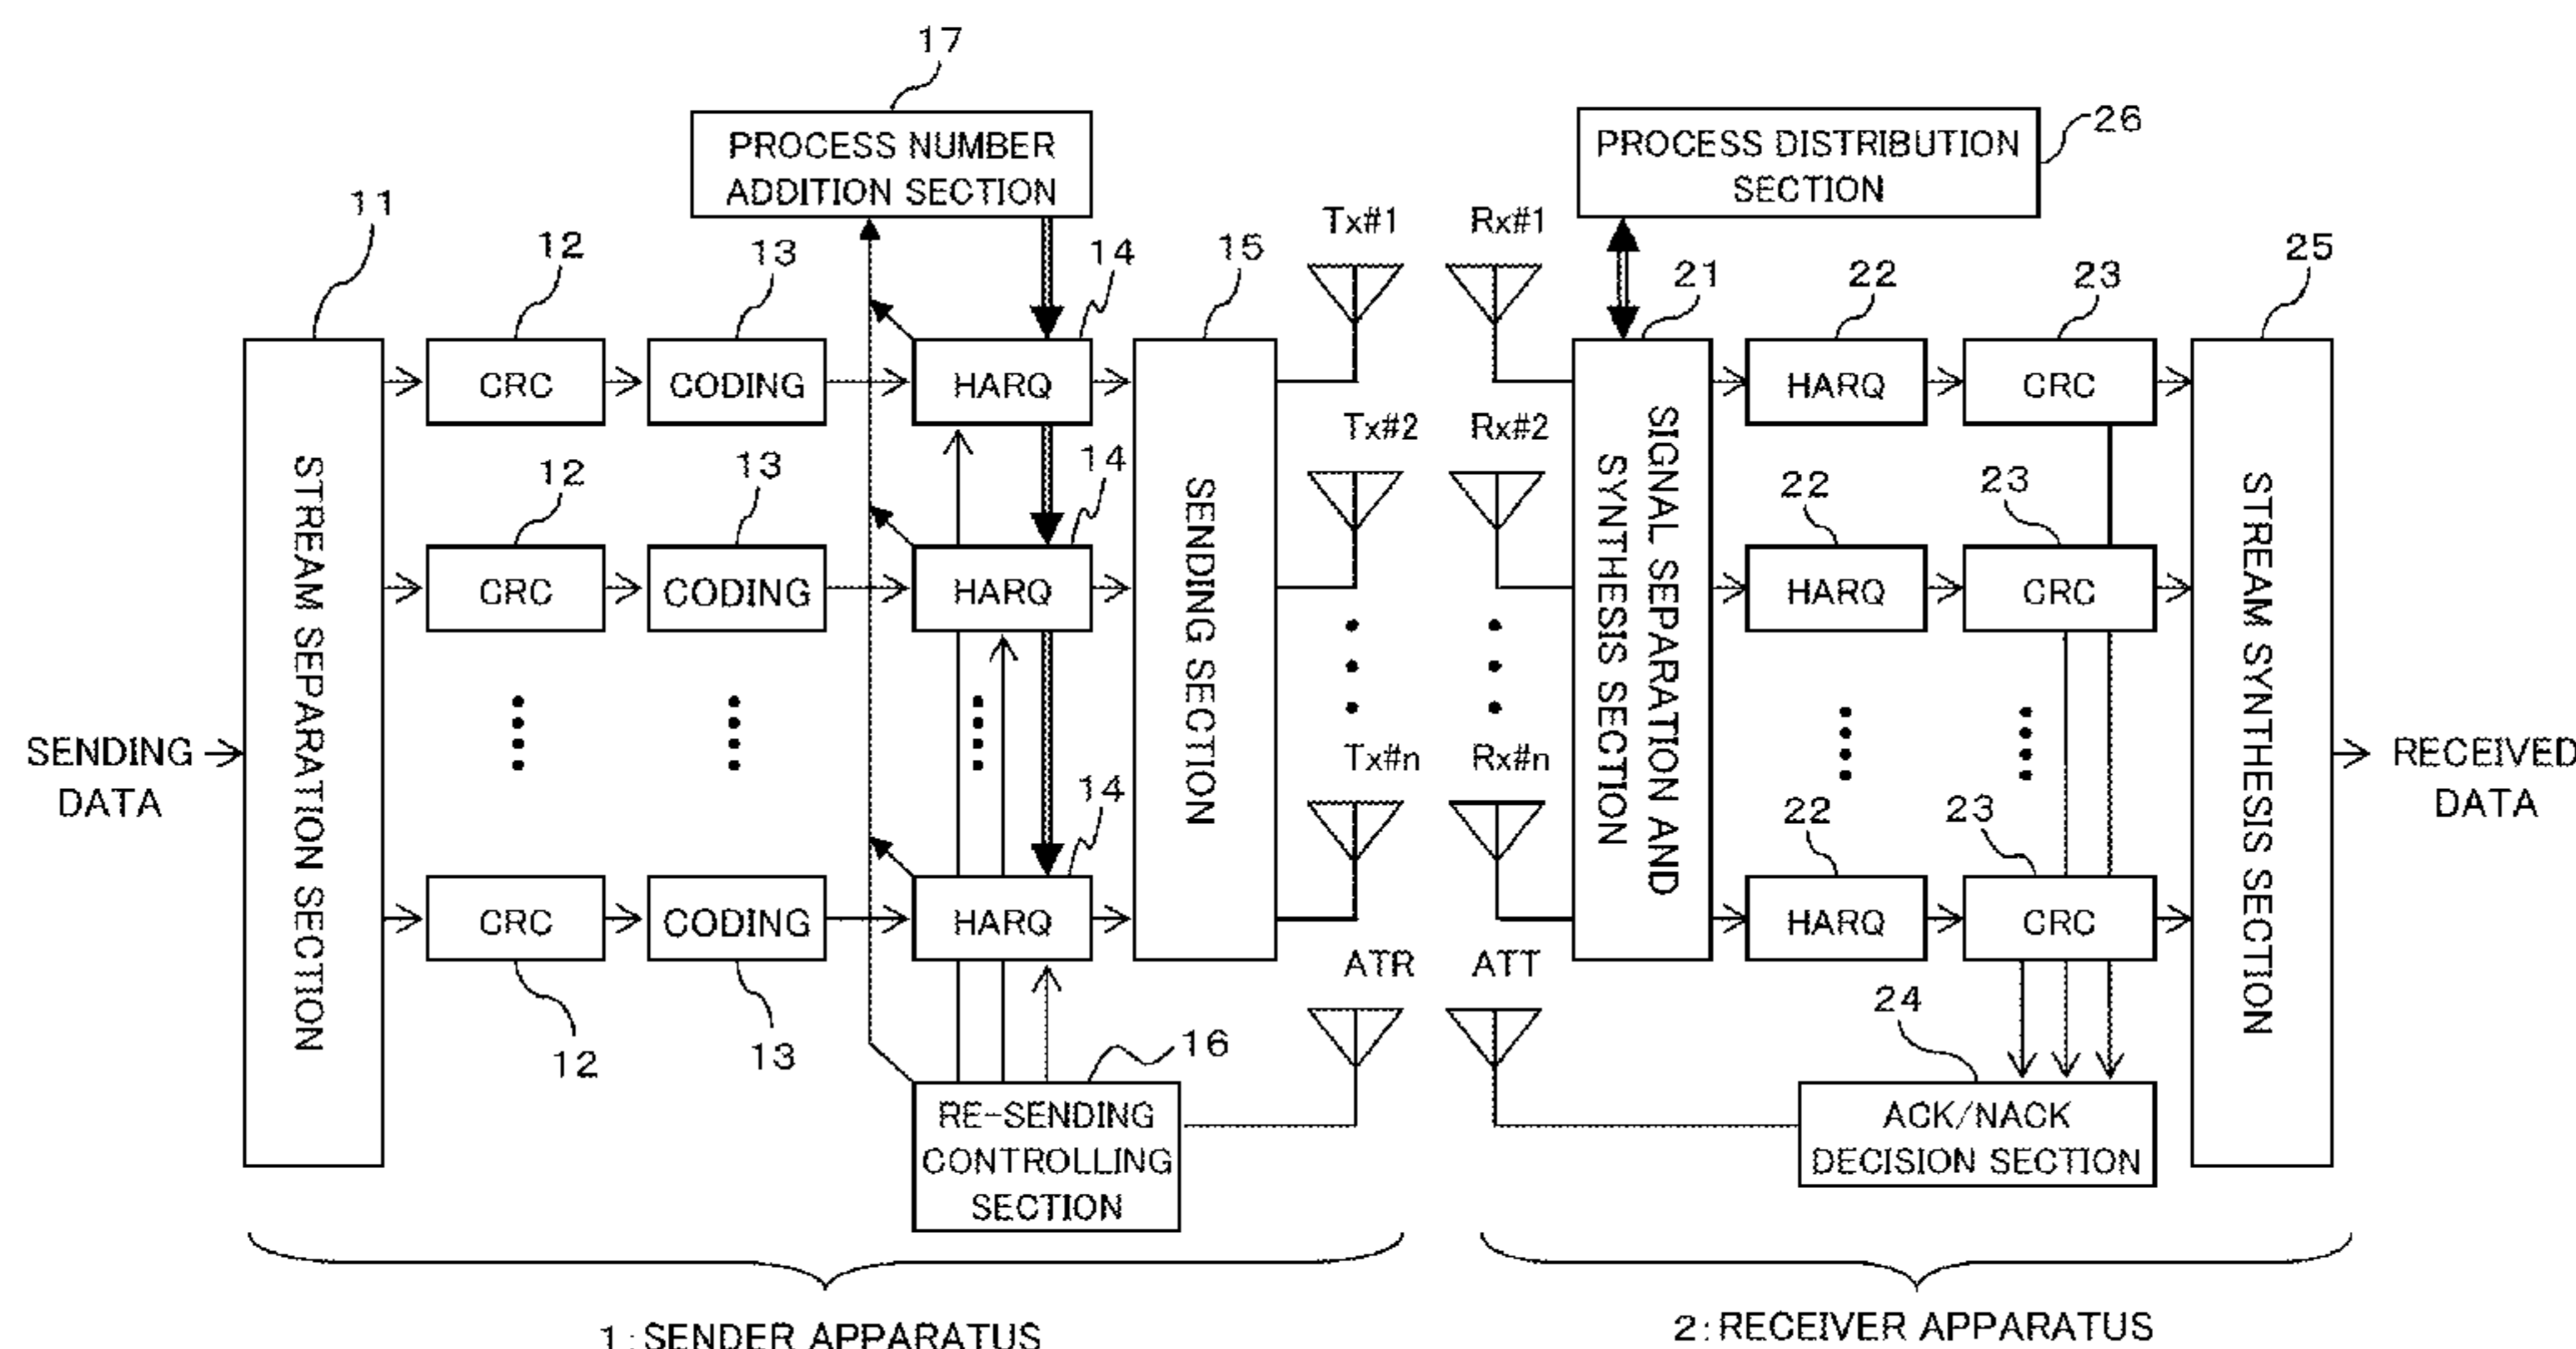 17
PROCESS NUMBER
ADDITION SECTION
PROCESS DISTRIBUTION
SECTION
26
11
12
13
14
15
Tx#1
Rx#1
21
22
23
25
CRC
CODING
HARQ
HARQ
CRC
12
13
14
Tx#2
Rx#2
22
23
CRC
CODING
HARQ
HARQ
CRC
STREAM SEPARATION SECTION
SENDING SECTION
SIGNAL SEPARATION AND
SYNTHESIS SECTION
STREAM SYNTHESIS SECTION
SENDING
DATA
RECEIVED
DATA
14
Tx#n
Rx#n
22
23
CRC
CODING
HARQ
HARQ
CRC
12
13
ATR
ATT
16
24
RE-SENDING
CONTROLLING
SECTION
ACK/NACK
DECISION SECTION
1:SENDER APPARATUS
2:RECEIVER APPARATUS